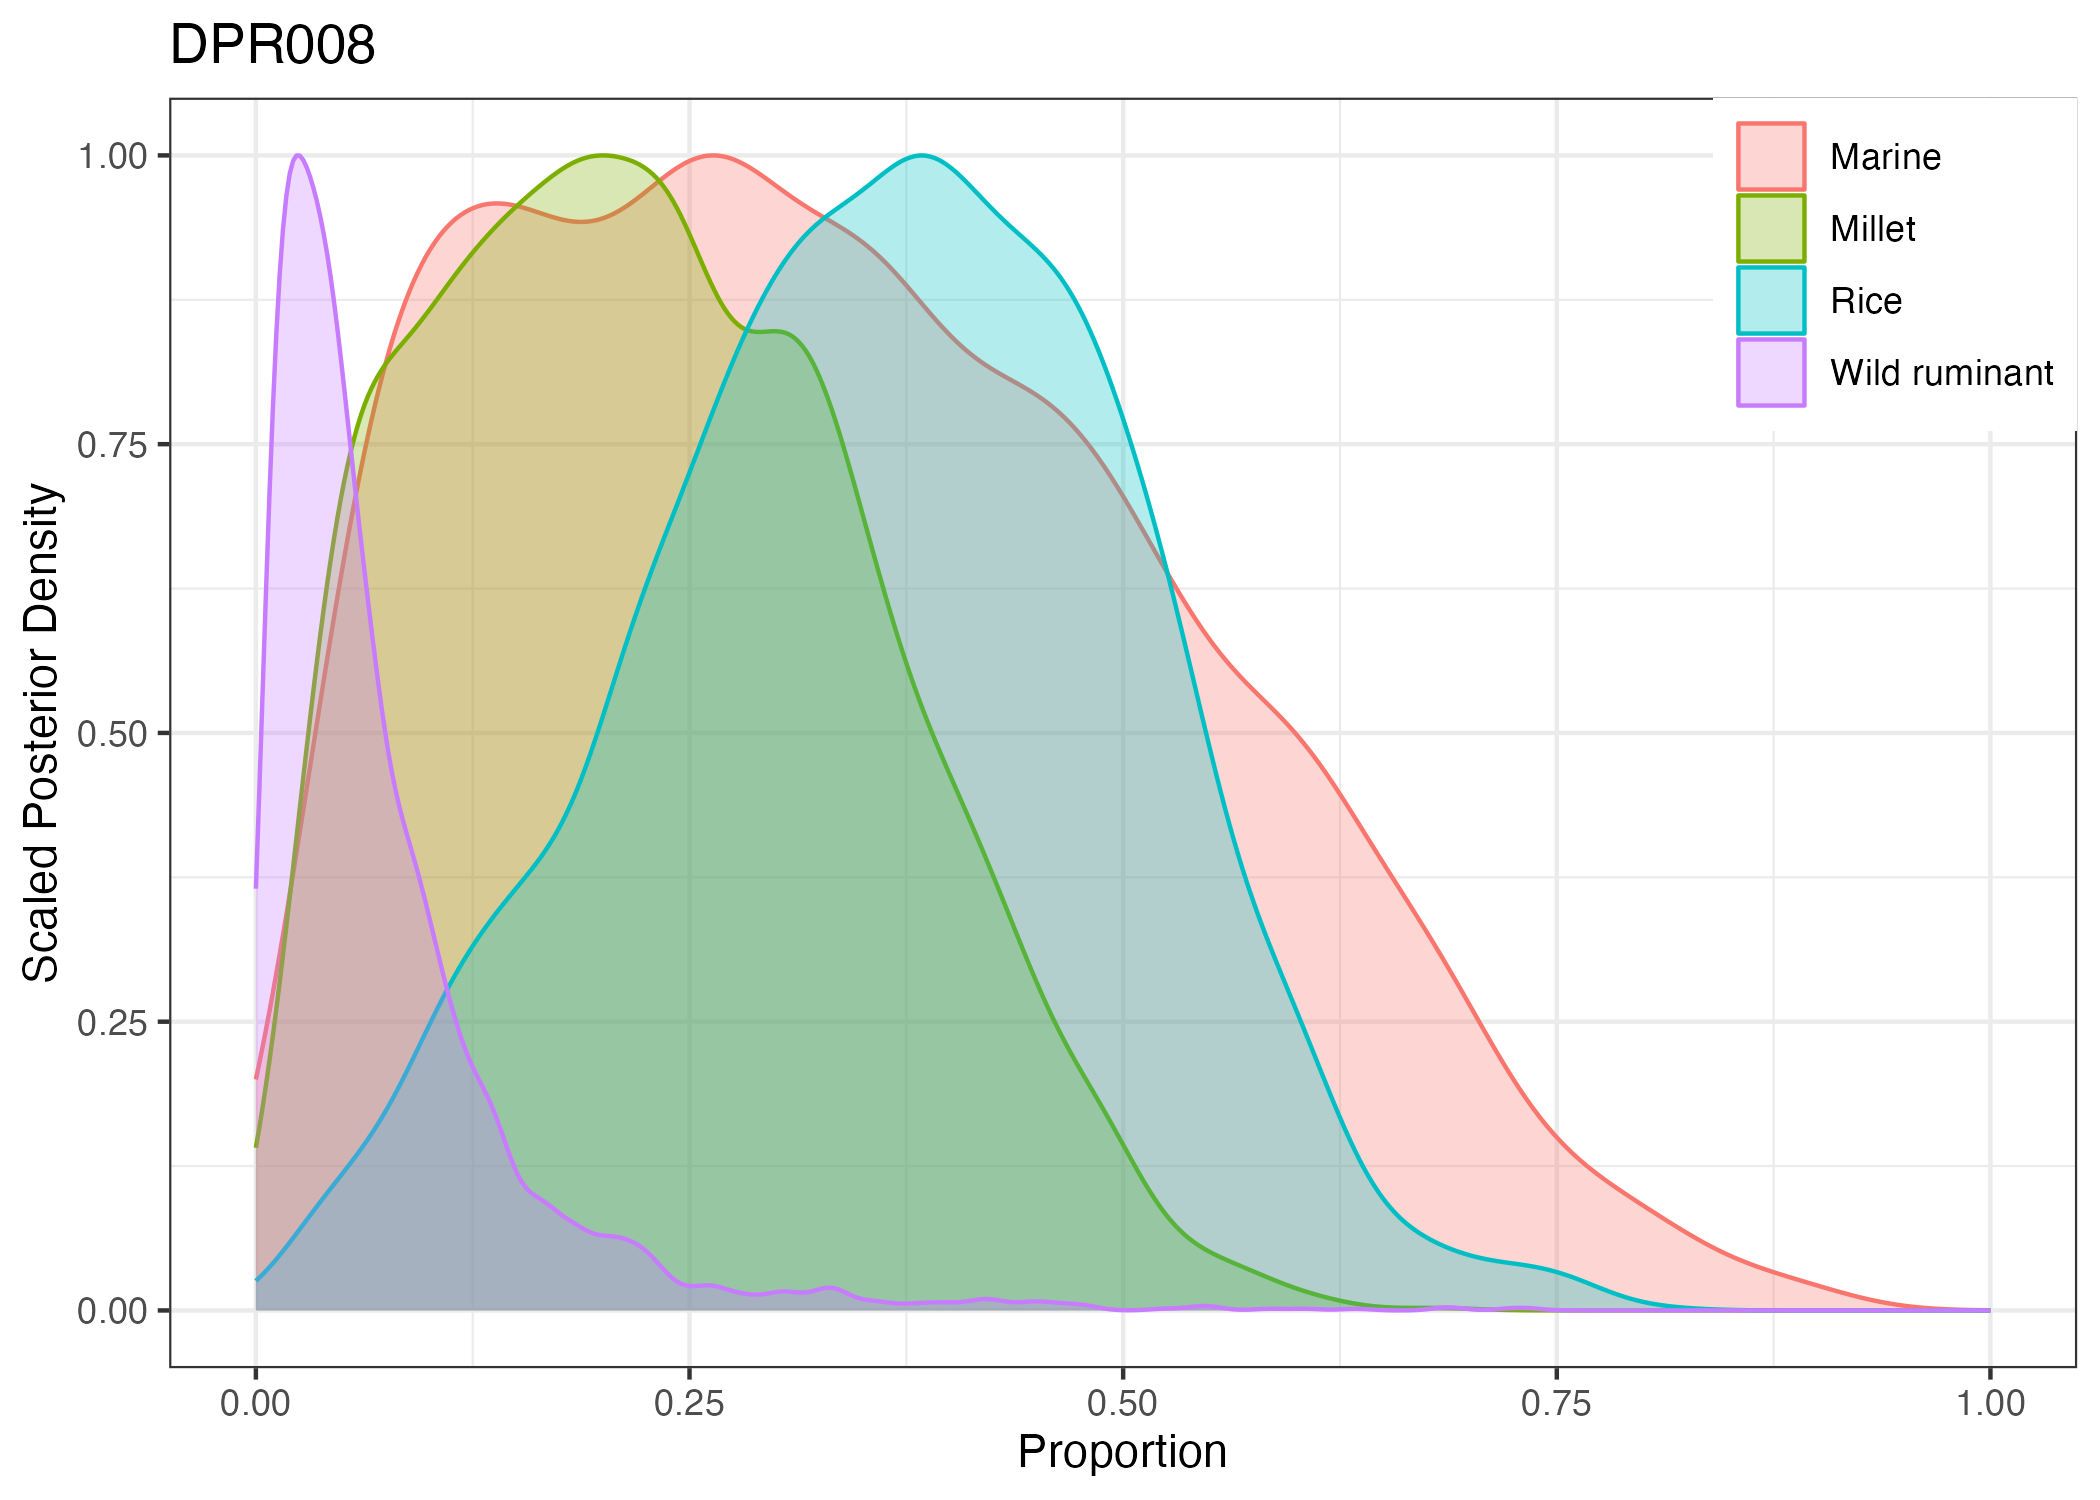 DPR008
Scaled Posterior Density
1.00
0.75
0.50
0.25
0.00
0.00 0.25 0.50 0.75 1.00
Proportion
Marine
Millet
Rice
Wild ruminant